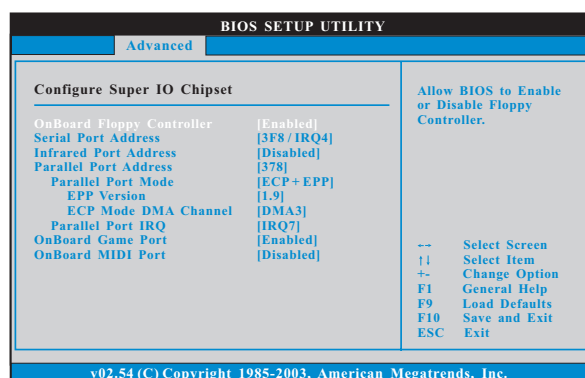 BIOS SETUP UTILITY
Advanced
Configure Super IO Chipset
OnBoard Floppy Controller [Enabled]
Serial Port Address [3F8 / IRQ4]
Infrared Port Address [Disabled]
Parallel Port Address [378]
Parallel Port Mode [ECP + EPP]
EPP Version [1.9]
ECP Mode DMA Channel [DMA3]
Parallel Port IRQ [IRQ7]
OnBoard Game Port [Enabled]
OnBoard MIDI Port [Disabled]
Allow BIOS to Enable
or Disable Floppy
Controller.
←→ Select Screen
↑↓ Select Item
+- Change Option
F1 General Help
F9 Load Defaults
F10 Save and Exit
ESC Exit
v02.54 (C) Copyright 1985-2003, American Megatrends, Inc.